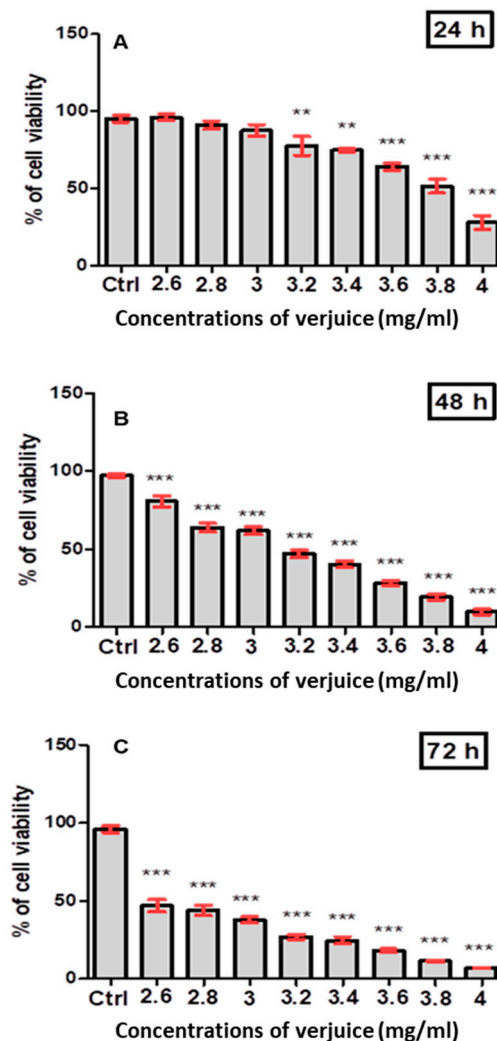 A
24 h
% of cell viability
150
100
50
0
** ** *** *** ***
Ctrl 2.6 2.8 3 3.2 3.4 3.6 3.8 4
Concentrations of verjuice (mg/ml)
B
48 h
% of cell viability
150
100
50
0
*** *** *** *** *** *** *** ***
Ctrl 2.6 2.8 3 3.2 3.4 3.6 3.8 4
Concentrations of verjuice (mg/ml)
C
72 h
% of cell viability
150
100
50
0
*** *** *** *** *** *** *** ***
Ctrl 2.6 2.8 3 3.2 3.4 3.6 3.8 4
Concentrations of verjuice (mg/ml)